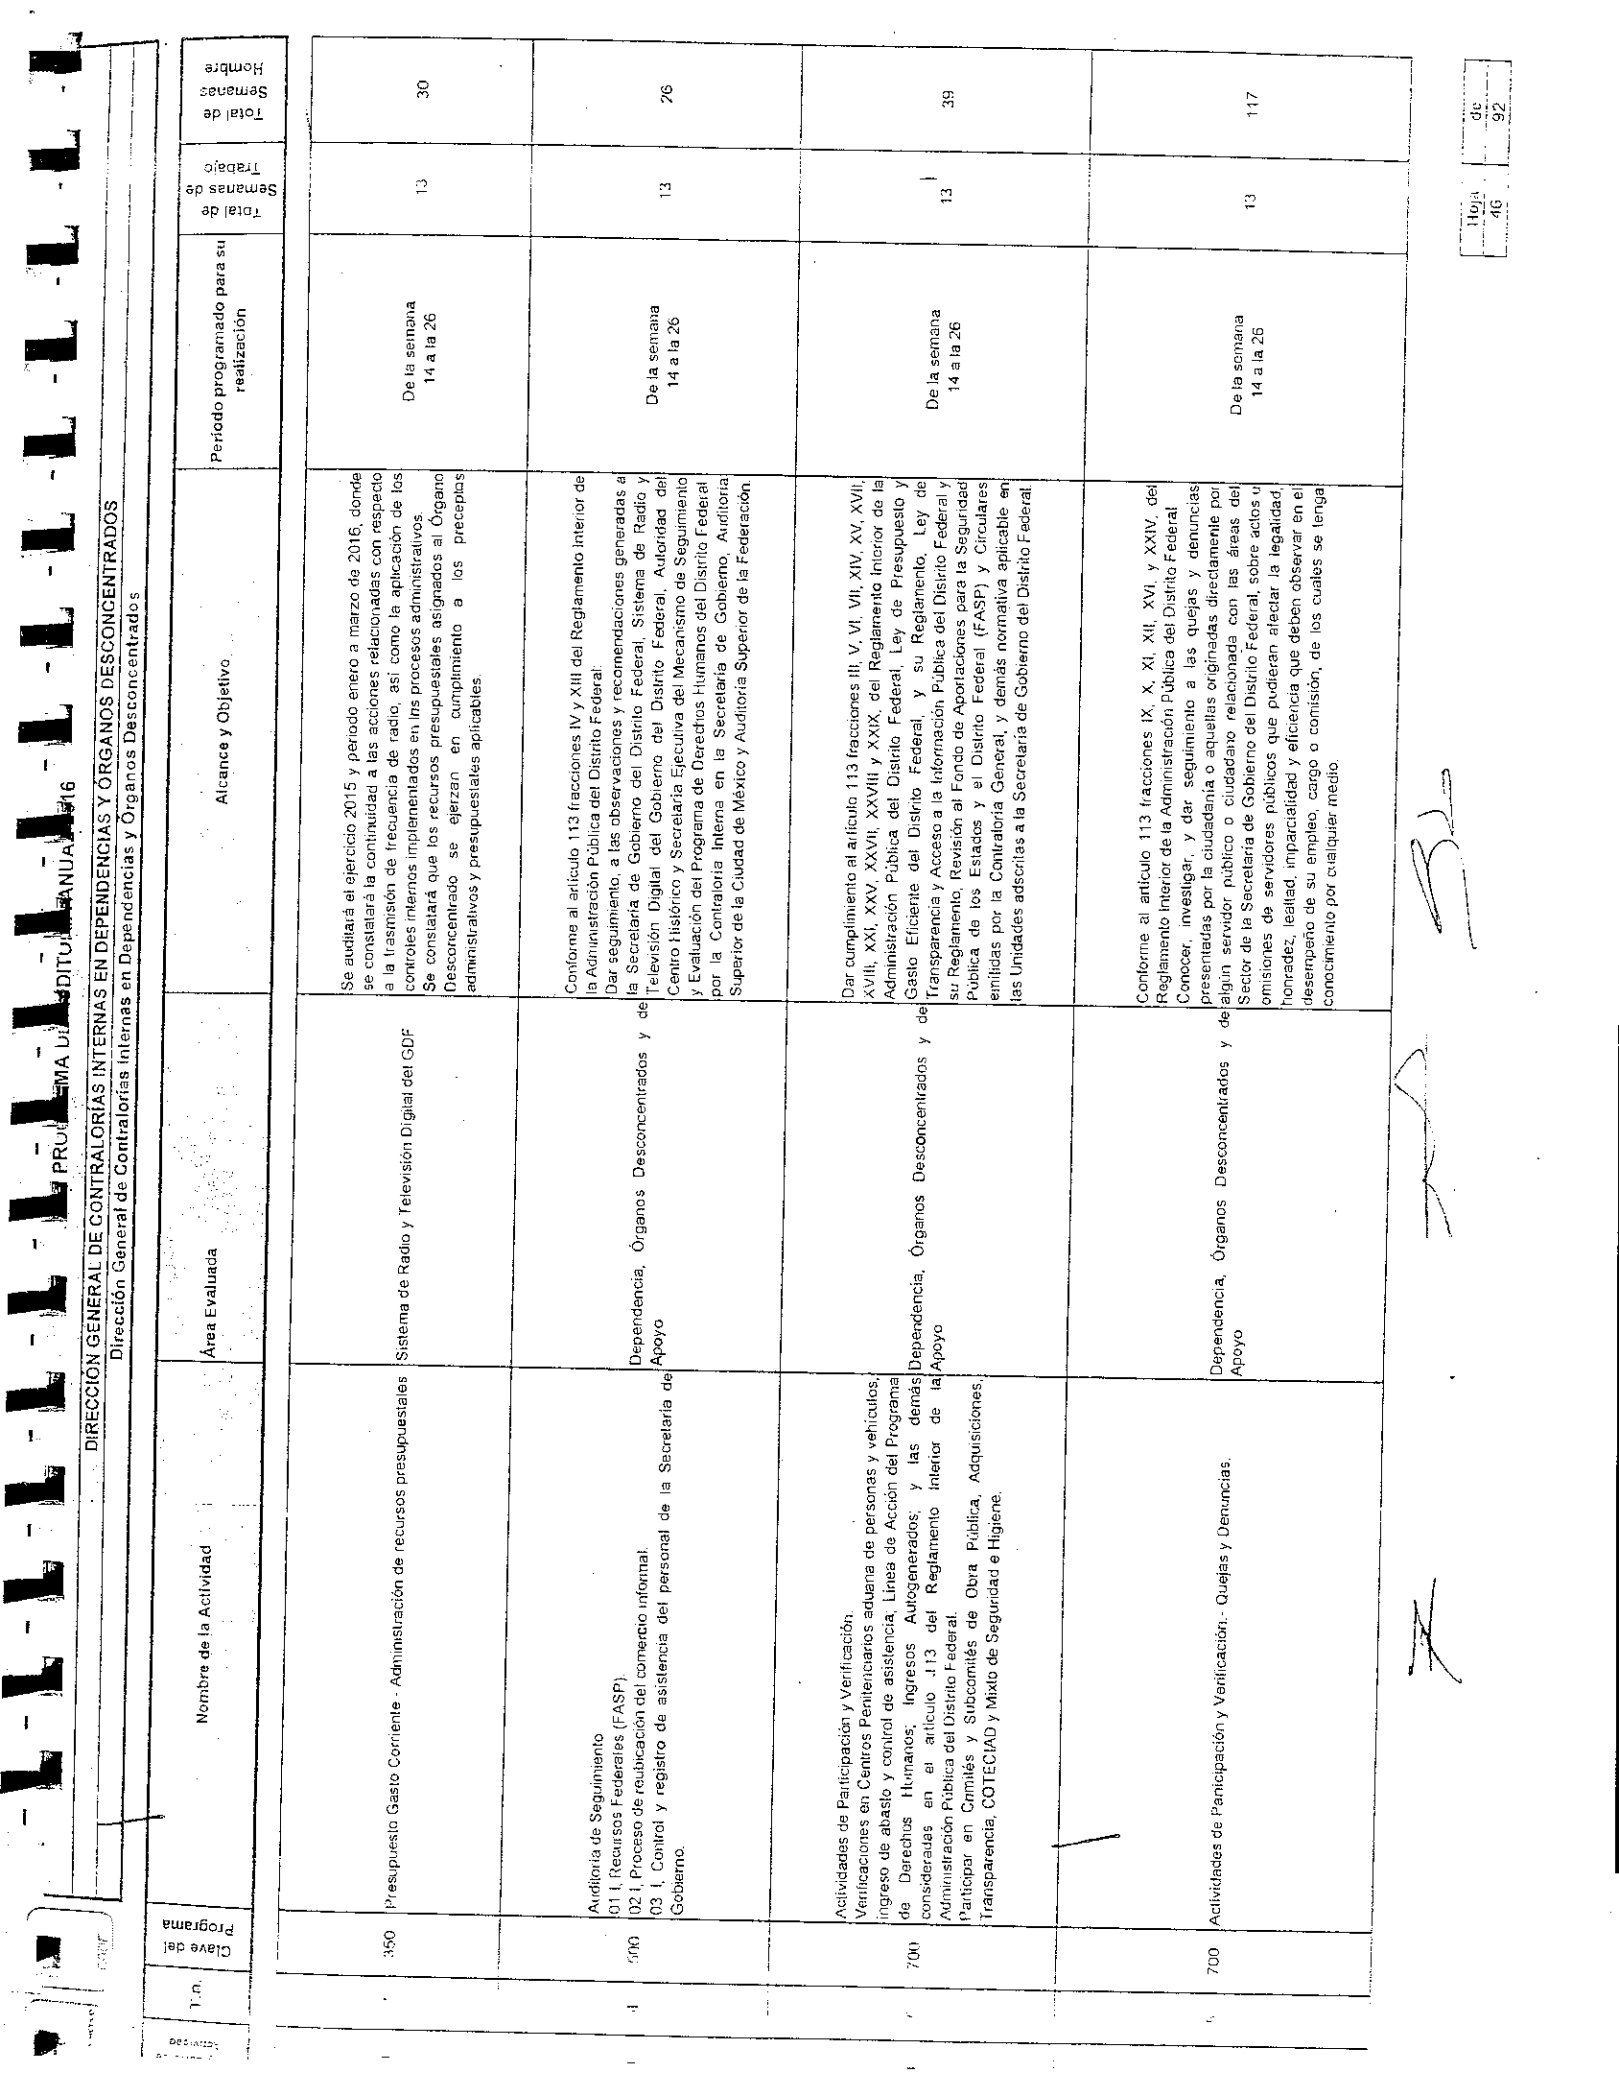 DIRECCIÓN GENERAL DE CONTRALORÍAS INTERNAS EN DEPENDENCIAS Y ÓRGANOS DESCONCENTRADOS
Dirección General de Contralorías Internas en Dependencias y Órganos Desconcentrados
Clave del
Programa
Nombre de la Actividad
Área Evaluada
Alcance y Objetivo
Período programado para su
realización
Total de
Semanas de
Trabajo
Total de
Semanas
Hombre
350
Presupuesto Gasto Corriente - Administración de recursos presupuestales
Sistema de Radio y Televisión Digital del GDF
Se auditará el ejercicio 2015 y periodo enero a marzo de 2016, donde
se constatará la continuidad a las acciones relacionadas con respecto
a la trasmisión de frecuencia de radio, así como la aplicación de los
controles internos implementados en los procesos administrativos.
Se constatará que los recursos presupuestales asignados al Órgano
Desconcentrado se ejerzan en cumplimiento a los preceptos
administrativos y presupuestales aplicables.
De la semana
14 a la 26
13
30
Auditoría de Seguimiento
01 I, Recursos Federales (FASP).
02 I, Proceso de reubicación del comercio informal.
03 I, Control y registro de asistencia del personal de la Secretaría de
Gobierno.
Dependencia, Órganos Desconcentrados y de
Apoyo
Conforme al artículo 113 fracciones IV y XIII del Reglamento Interior de
la Administración Pública del Distrito Federal:
Dar seguimiento, a las observaciones y recomendaciones generadas a
la Secretaría de Gobierno del Distrito Federal, Sistema de Radio y
Televisión Digital del Gobierno del Distrito Federal, Autoridad del
Centro Histórico y Secretaría Ejecutiva del Mecanismo de Seguimiento
y Evaluación del Programa de Derechos Humanos del Distrito Federal
por la Contraloría Interna en la Secretaría de Gobierno, Auditoría
Superior de la Ciudad de México y Auditoría Superior de la Federación.
De la semana
14 a la 26
13
26
700
Actividades de Participación y Verificación.
Verificaciones en Centros Penitenciarios aduana de personas y vehículos,
ingreso de abasto y control de asistencia; Línea de Acción del Programa
de Derechos Humanos; Ingresos Autogenerados; y las demás
consideradas en el artículo 113 del Reglamento Interior de la
Administración Pública del Distrito Federal.
Participar en Comités y Subcomités de Obra Pública, Adquisiciones,
Transparencia, COTECIAD y Mixto de Seguridad e Higiene.
Dependencia, Órganos Desconcentrados y de
Apoyo
Dar cumplimiento al artículo 113 fracciones III, V, VI, VII, XIV, XV, XVII,
XVIII, XXI, XXV, XXVII, XXVIII y XXIX, del Reglamento Interior de la
Administración Pública del Distrito Federal, Ley de Presupuesto y
Gasto Eficiente del Distrito Federal, y su Reglamento, Ley de
Transparencia y Acceso a la Información Pública del Distrito Federal y
su Reglamento, Revisión al Fondo de Aportaciones para la Seguridad
Pública de los Estados y el Distrito Federal (FASP) y Circulares
emitidas por la Contraloría General, y demás normativa aplicable en
las Unidades adscritas a la Secretaría de Gobierno del Distrito Federal.
De la semana
14 a la 26
13
39
700
Actividades de Participación y Verificación.- Quejas y Denuncias.
Dependencia, Órganos Desconcentrados y de
Apoyo
Conforme al artículo 113 fracciones IX, X, XI, XII, XVI, y XXIV, del
Reglamento Interior de la Administración Pública del Distrito Federal
Conocer, investigar, y dar seguimiento a las quejas y denuncias
presentadas por la ciudadanía o aquellas originadas directamente por
algún servidor público o ciudadano relacionada con las áreas del
Sector de la Secretaría de Gobierno del Distrito Federal, sobre actos u
omisiones de servidores públicos que pudieran afectar la legalidad,
honradez, lealtad, imparcialidad y eficiencia que deben observar en el
desempeño de su empleo, cargo o comisión, de los cuales se tenga
conocimiento por cualquier medio.
De la semana
14 a la 26
13
117
Hoja de
46 92